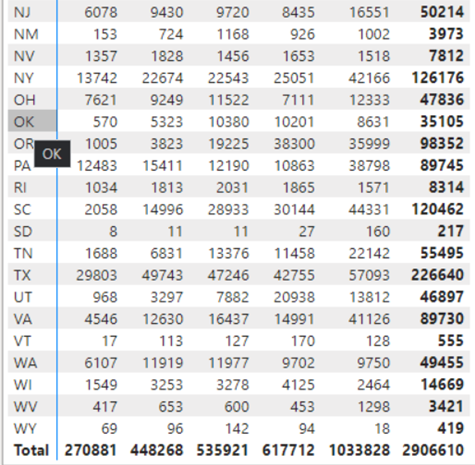 NJ 6078 9430 9720 8435 16551 50214
NM 153 724 1168 926 1002 3973
NV 1357 1828 1456 1653 1518 7812
NY 13742 22674 22543 25051 42166 126176
OH 7621 9249 11522 7111 12333 47836
OK 570 5323 10380 10201 8631 35105
OR 1005 3823 19225 38300 35999 98352
OK
PA 12483 15411 12190 10863 38798 89745
RI 1034 1813 2031 1865 1571 8314
SC 2058 14996 28933 30144 44331 120462
SD 8 11 11 27 160 217
TN 1688 6831 13376 11458 22142 55495
TX 29803 49743 47246 42755 57093 226640
UT 968 3297 7882 20938 13812 46897
VA 4546 12630 16437 14991 41126 89730
VT 17 113 127 170 128 555
WA 6107 11919 11977 9702 9750 49455
WI 1549 3253 3278 4125 2464 14669
WV 417 653 600 453 1298 3421
WY 69 96 142 94 18 419
Total 270881 448268 535921 617712 1033828 2906610